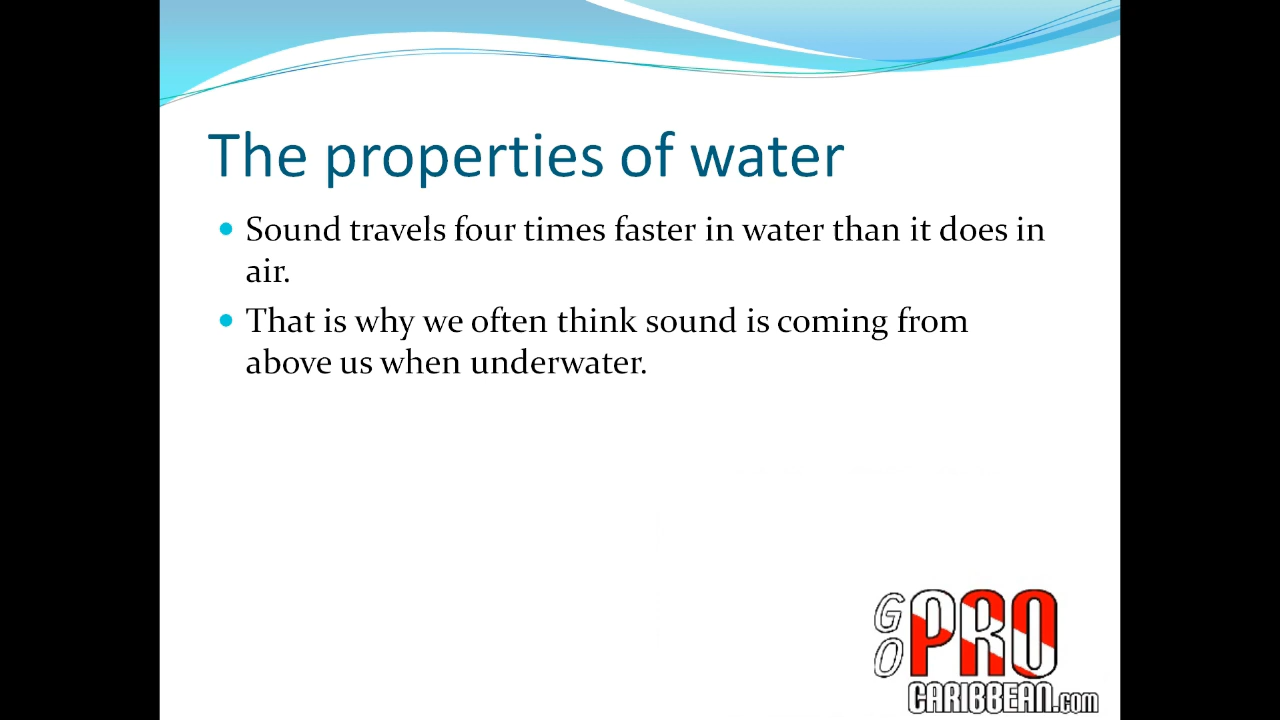 The properties of water
Sound travels four times faster in water than it does in
air.
That is why we often think sound is coming from
above us when underwater.
GO PRO
CARIBBEAN.com